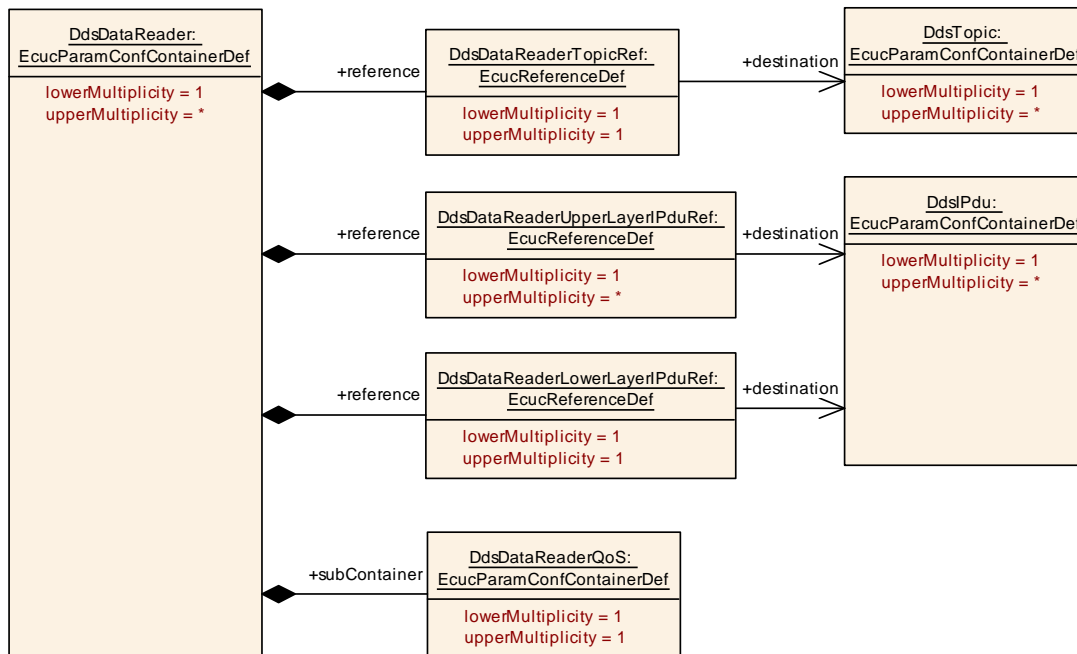 DdsDataReader:
EcucParamConfContainerDef
lowerMultiplicity = 1
upperMultiplicity = *
+reference
DdsDataReaderTopicRef:
EcucReferenceDef
lowerMultiplicity = 1
upperMultiplicity = 1
+destination
DdsTopic:
EcucParamConfContainerDef
lowerMultiplicity = 1
upperMultiplicity = *
+reference
DdsDataReaderUpperLayerIPduRef:
EcucReferenceDef
lowerMultiplicity = 1
upperMultiplicity = *
+destination
DdsIPdu:
EcucParamConfContainerDef
lowerMultiplicity = 1
upperMultiplicity = *
+reference
DdsDataReaderLowerLayerIPduRef:
EcucReferenceDef
lowerMultiplicity = 1
upperMultiplicity = 1
+destination
+subContainer
DdsDataReaderQoS:
EcucParamConfContainerDef
lowerMultiplicity = 1
upperMultiplicity = 1